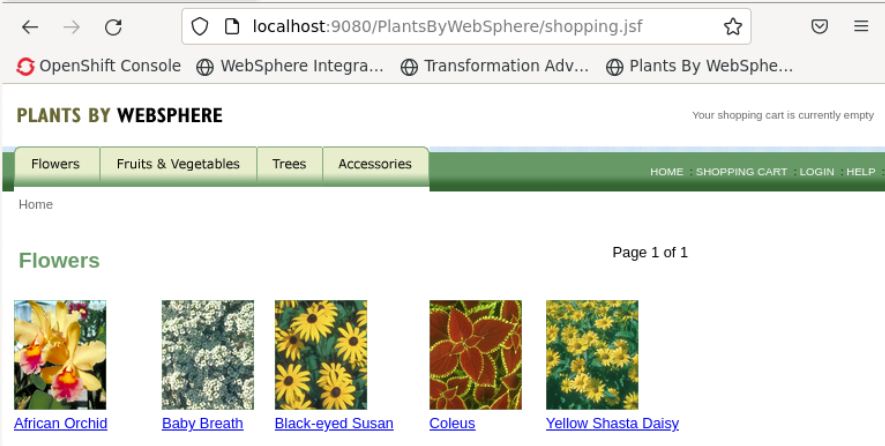 localhost:9080/PlantsByWebSphere/shopping.jsf
OpenShift Console WebSphere Integra... Transformation Adv... Plants By WebSphe...
PLANTS BY WEBSPHERE
Your shopping cart is currently empty
Flowers Fruits & Vegetables Trees Accessories
HOME : SHOPPING CART : LOGIN : HELP :
Home
Flowers
Page 1 of 1
African Orchid Baby Breath Black-eyed Susan Coleus Yellow Shasta Daisy